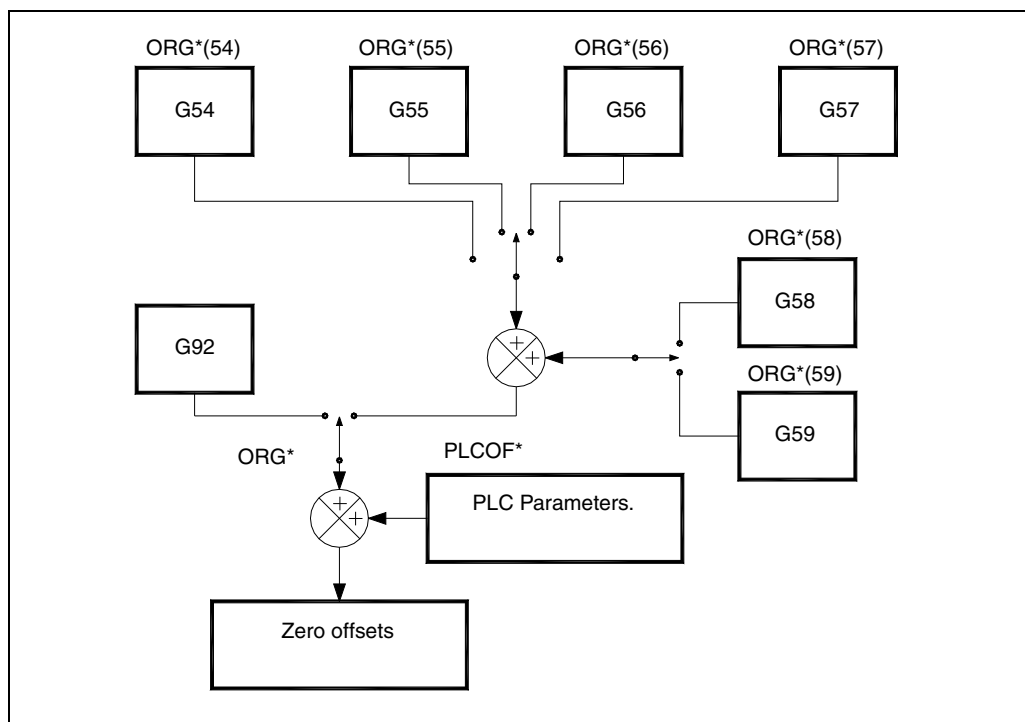 ORG*(54)
ORG*(55)
ORG*(56)
ORG*(57)
G54
G55
G56
G57
ORG*(58)
G58
G92
+
+
ORG*(59)
G59
ORG*
PLCOF*
PLC Parameters.
+
+
Zero offsets